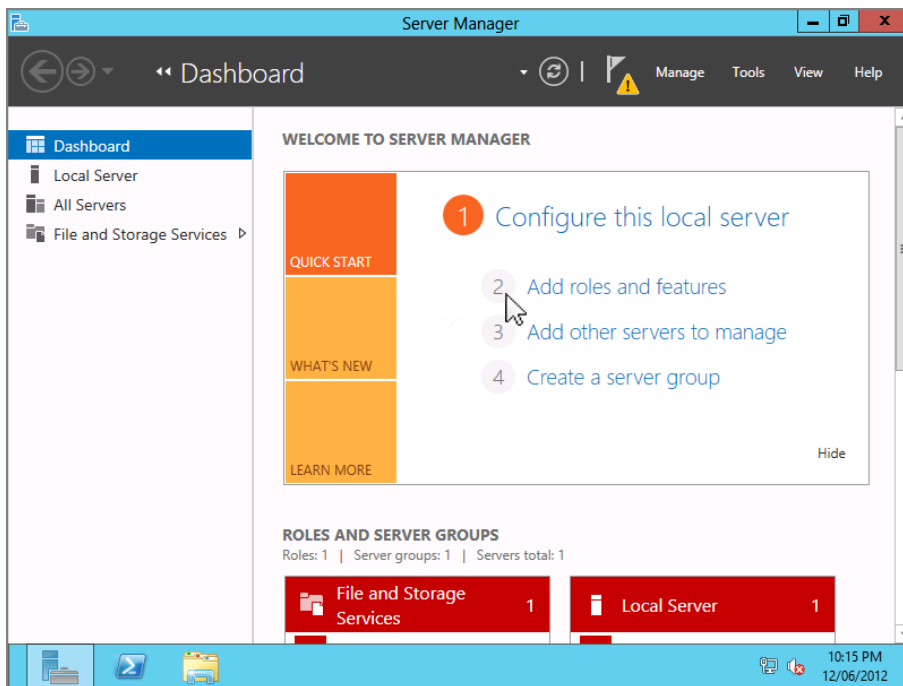 Server Manager
Dashboard
Manage Tools View Help
Dashboard
Local Server
All Servers
File and Storage Services
WELCOME TO SERVER MANAGER
QUICK START
WHAT'S NEW
LEARN MORE
1 Configure this local server
2 Add roles and features
3 Add other servers to manage
4 Create a server group
Hide
ROLES AND SERVER GROUPS
Roles: 1 | Server groups: 1 | Servers total: 1
File and Storage
Services
1
Local Server
1
10:15 PM
12/06/2012